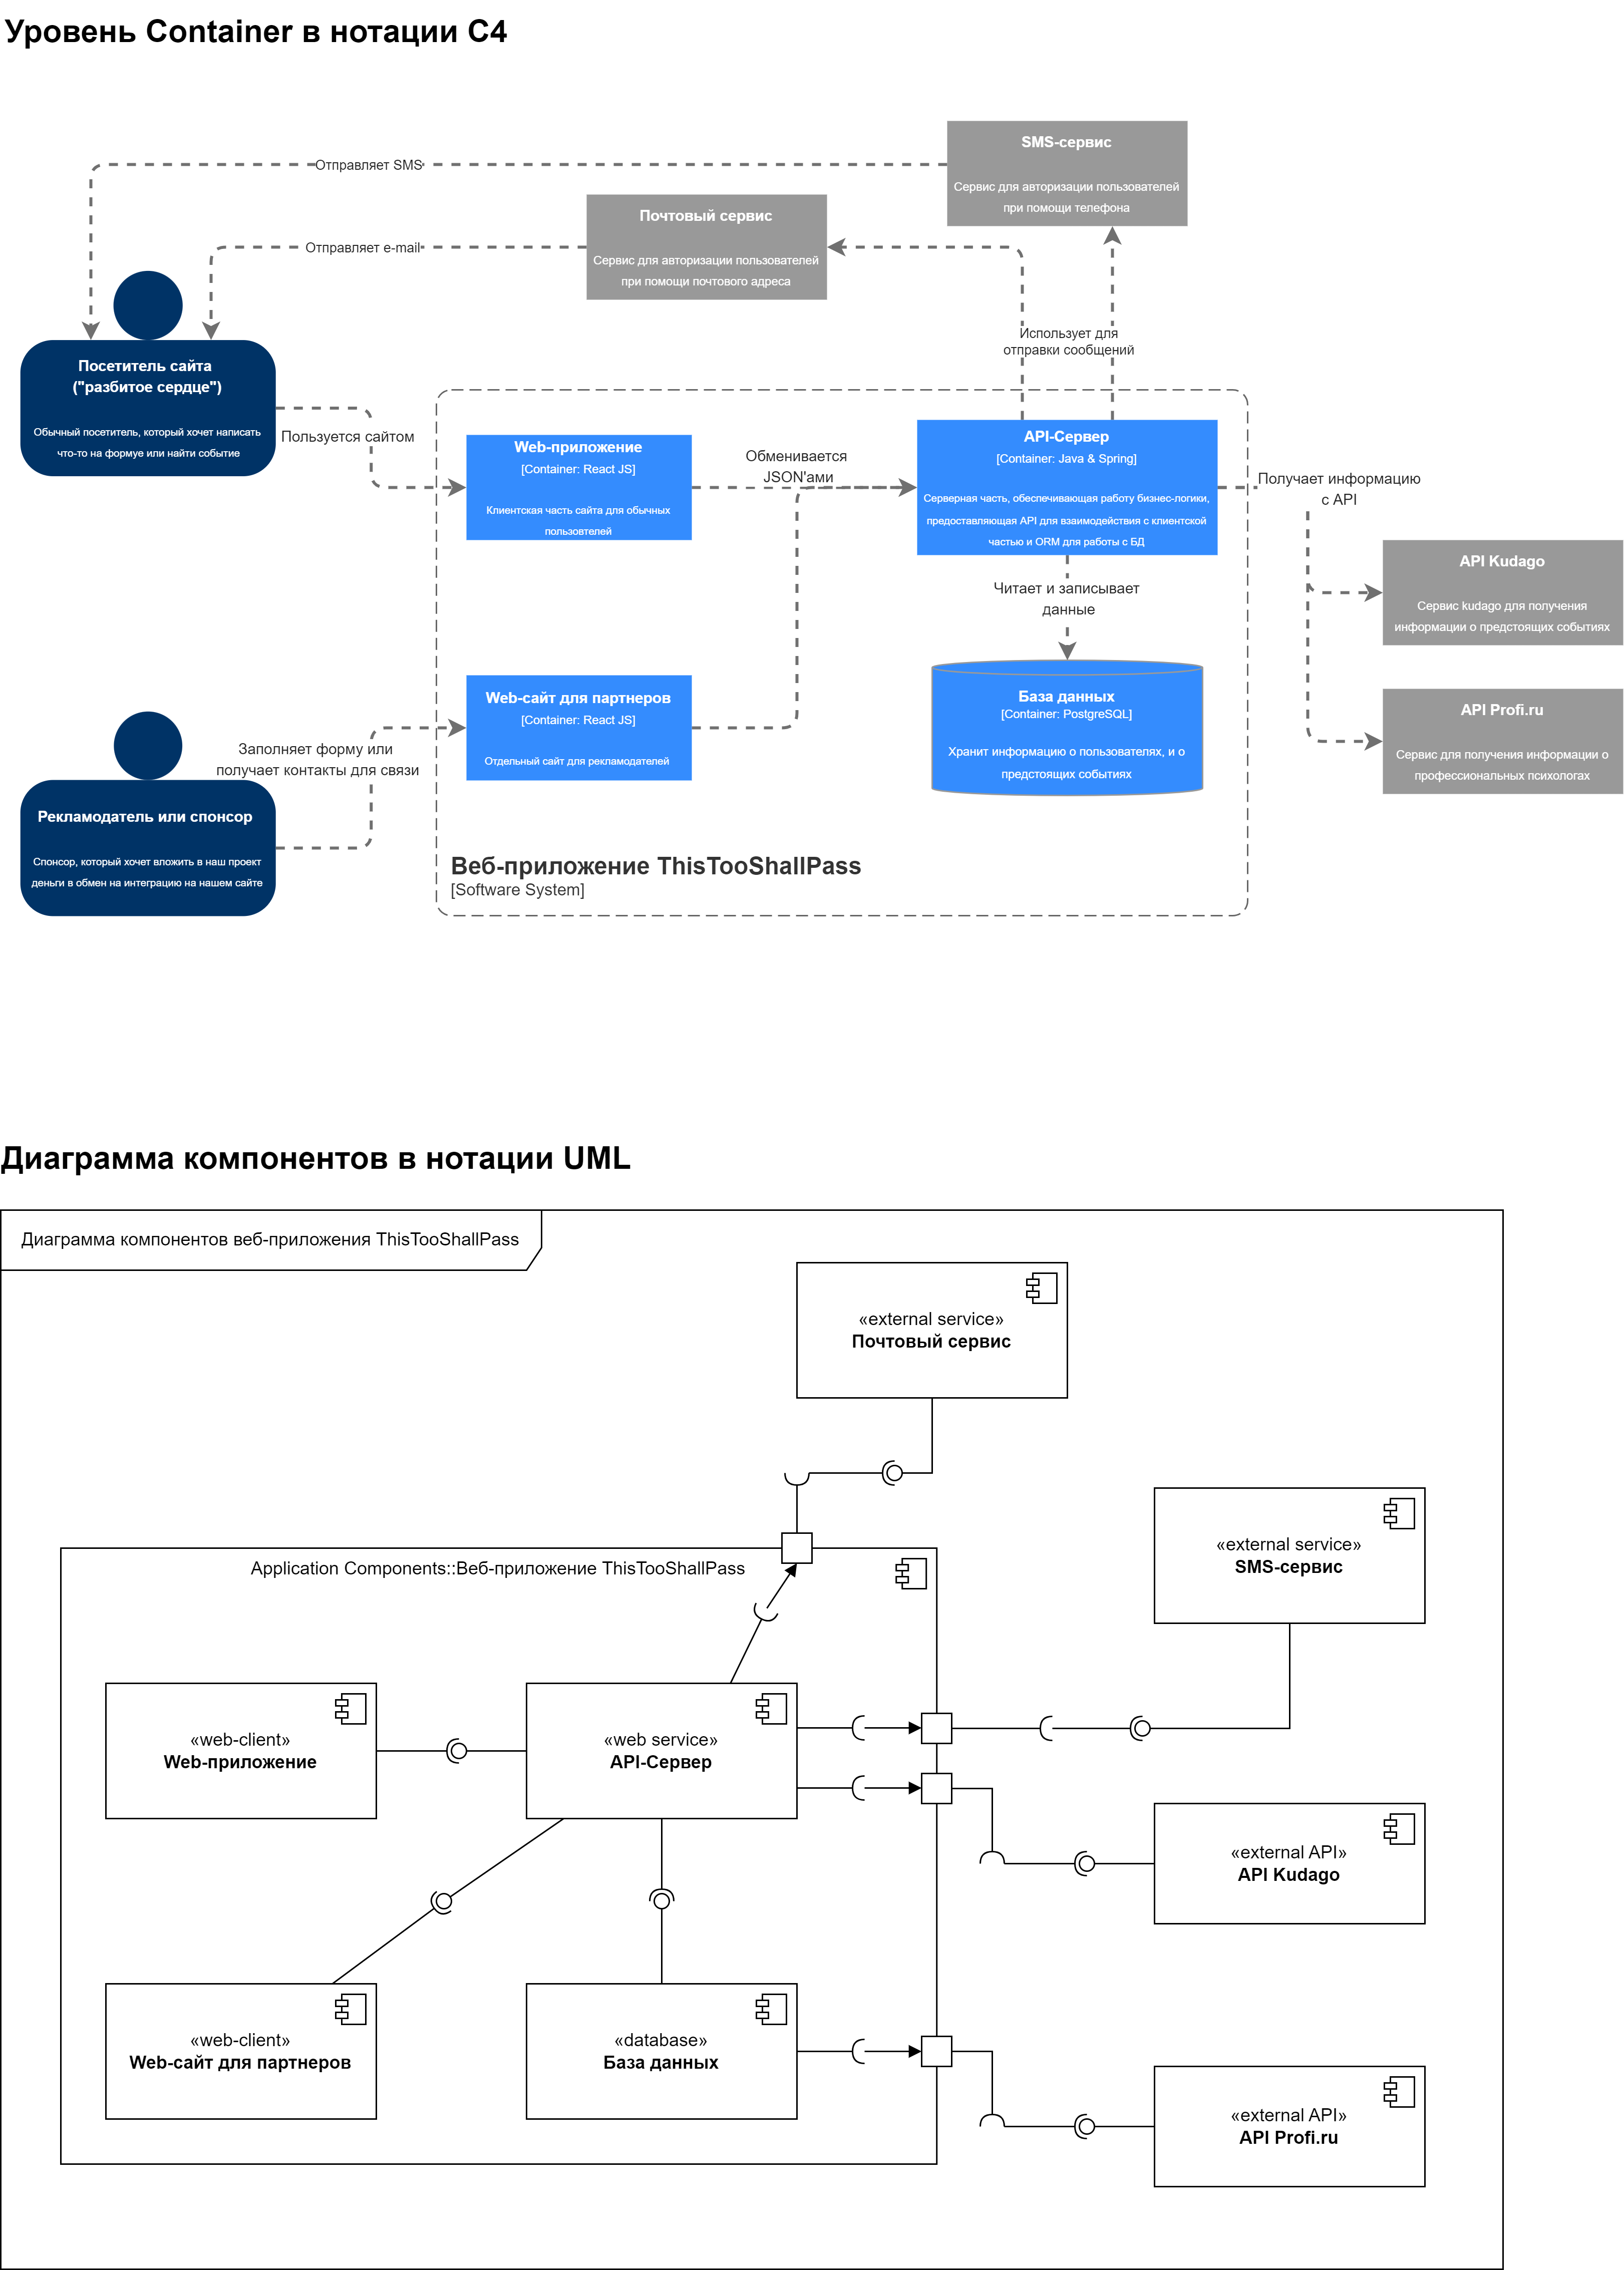 Уровень Container в нотации C4
SMS-сервис
Сервис для авторизации пользователей
при помощи телефона
Отправляет SMS
Почтовый сервис
Сервис для авторизации пользователей
при помощи почтового адреса
Отправляет e-mail
Использует для
отправки сообщений
Посетитель сайта
("разбитое сердце")
Обычный посетитель, который хочет написать
что-то на формуе или найти событие
Пользуется сайтом
Web-приложение
[Container: React JS]
Клиентская часть сайта для обычных
пользовтелей
Обменивается
JSON'ами
API-Сервер
[Container: Java & Spring]
Серверная часть, обеспечивающая работу бизнес-логики,
предоставляющая API для взаимодействия с клиентской
частью и ORM для работы с БД
Получает информацию
с API
API Kudago
Сервис kudago для получения
информации о предстоящих событиях
Читает и записывает
данные
База данных
[Container: PostgreSQL]
Хранит информацию о пользователях, и о
предстоящих событиях
API Profi.ru
Сервис для получения информации о
профессиональных психологах
Web-сайт для партнеров
[Container: React JS]
Отдельный сайт для рекламодателей
Заполняет форму или
получает контакты для связи
Рекламодатель или спонсор
Спонсор, который хочет вложить в наш проект
деньги в обмен на интеграцию на нашем сайте
Веб-приложение ThisTooShallPass
[Software System]
Диаграмма компонентов в нотации UML
Диаграмма компонентов веб-приложения ThisTooShallPass
«external service»
Почтовый сервис
«external service»
SMS-сервис
Application Components::Веб-приложение ThisTooShallPass
«web-client»
Web-приложение
«web service»
API-Сервер
«external API»
API Kudago
«web-client»
Web-сайт для партнеров
«database»
База данных
«external API»
API Profi.ru